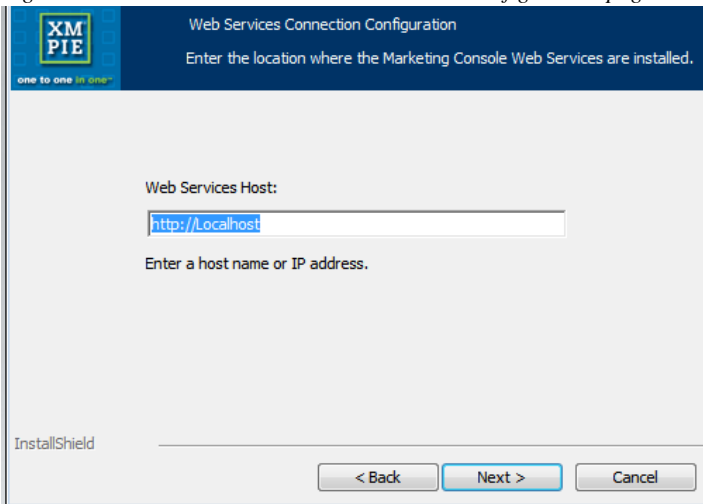 XM
PIE
one to one in one
Web Services Connection Configuration
Enter the location where the Marketing Console Web Services are installed.
Web Services Host:
http://Localhost
Enter a host name or IP address.
InstallShield
< Back
Next >
Cancel